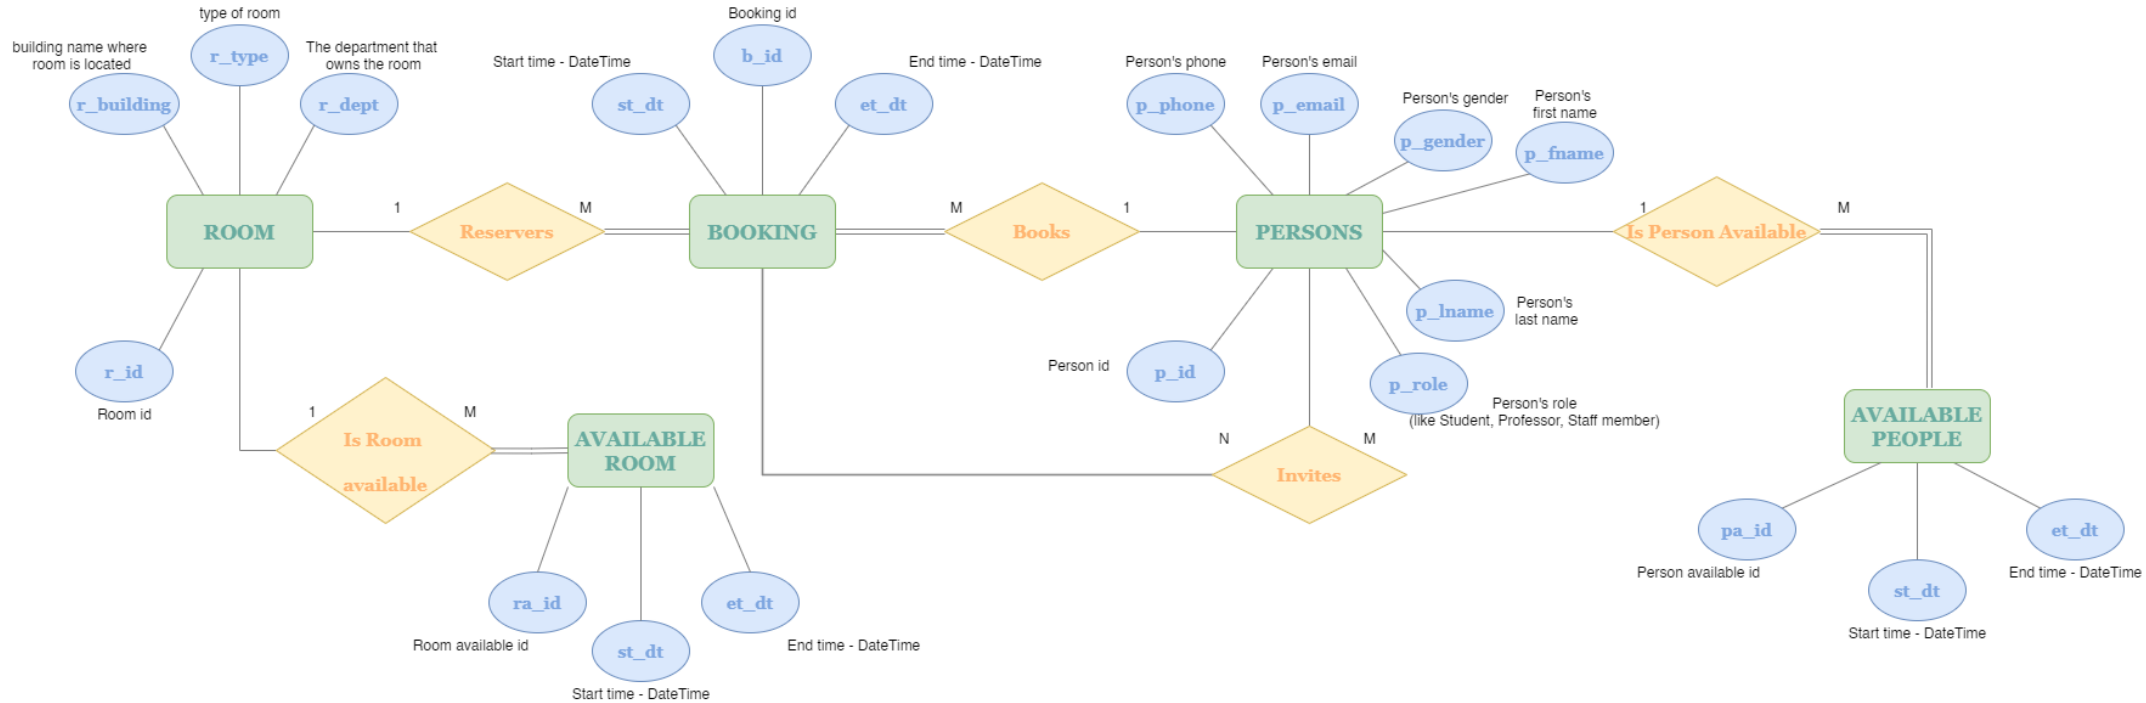 type of room
Booking id
building name where
room is located
r_type
The department that
owns the room
Start time - DateTime
b_id
End time - DateTime
Person's phone
Person's email
r_building
r_dept
st_dt
et_dt
p_phone
p_email
Person's gender
Person's
first name
p_gender
p_fname
1
M
M
1
1
M
ROOM
Reservers
BOOKING
Books
PERSONS
Is Person Available
p_lname
Person's
last name
r_id
Room id
Person id
p_id
p_role
Person's role
(like Student, Professor, Staff member)
1
M
Is Room
available
AVAILABLE
ROOM
N
M
Invites
AVAILABLE
PEOPLE
pa_id
Person available id
et_dt
End time - DateTime
st_dt
Start time - DateTime
ra_id
Room available id
et_dt
End time - DateTime
st_dt
Start time - DateTime